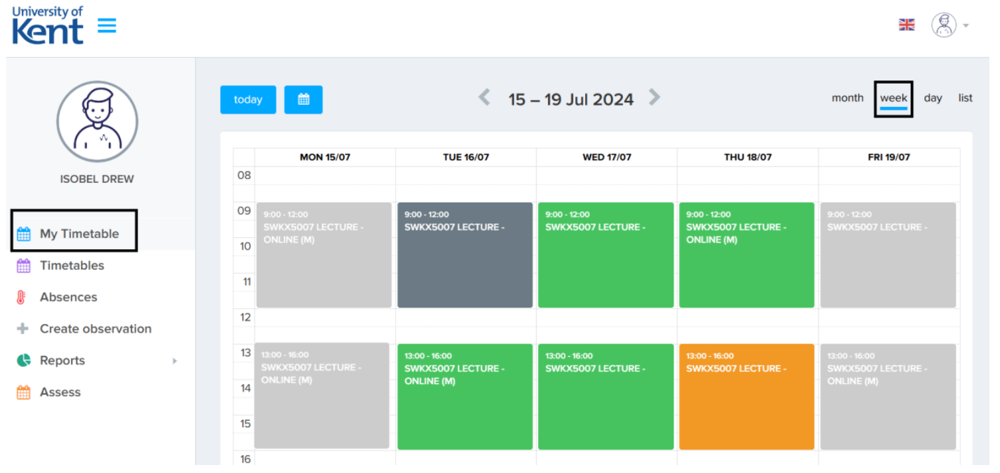 University of
Kent
today
15 – 19 Jul 2024
month week day list
ISOBEL DREW
My Timetable
Timetables
Absences
Create observation
Reports
Assess
MON 15/07 TUE 16/07 WED 17/07 THU 18/07 FRI 19/07
08
09
10
11
12
13
14
15
16
9:00 - 12:00
SWKX5007 LECTURE -
ONLINE (M)
13:00 - 16:00
SWKX5007 LECTURE -
ONLINE (M)
9:00 - 12:00
SWKX5007 LECTURE -
13:00 - 16:00
SWKX5007 LECTURE -
ONLINE (M)
9:00 - 12:00
SWKX5007 LECTURE -
13:00 - 16:00
SWKX5007 LECTURE -
9:00 - 12:00
SWKX5007 LECTURE -
ONLINE (M)
13:00 - 16:00
SWKX5007 LECTURE -
9:00 - 12:00
SWKX5007 LECTURE -
13:00 - 16:00
SWKX5007 LECTURE -
ONLINE (M)